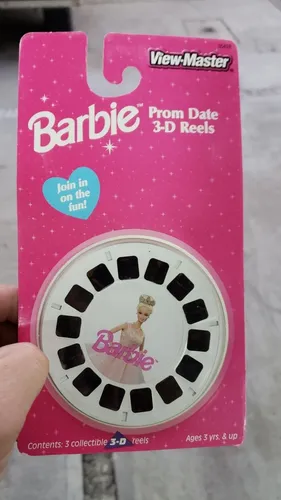 View-Master
Barbie
Prom Date
3-D Reels
Join in
on the
fun!
Barbie
Contents: 3 collectible 3-D reels
Ages 3 yrs. & up